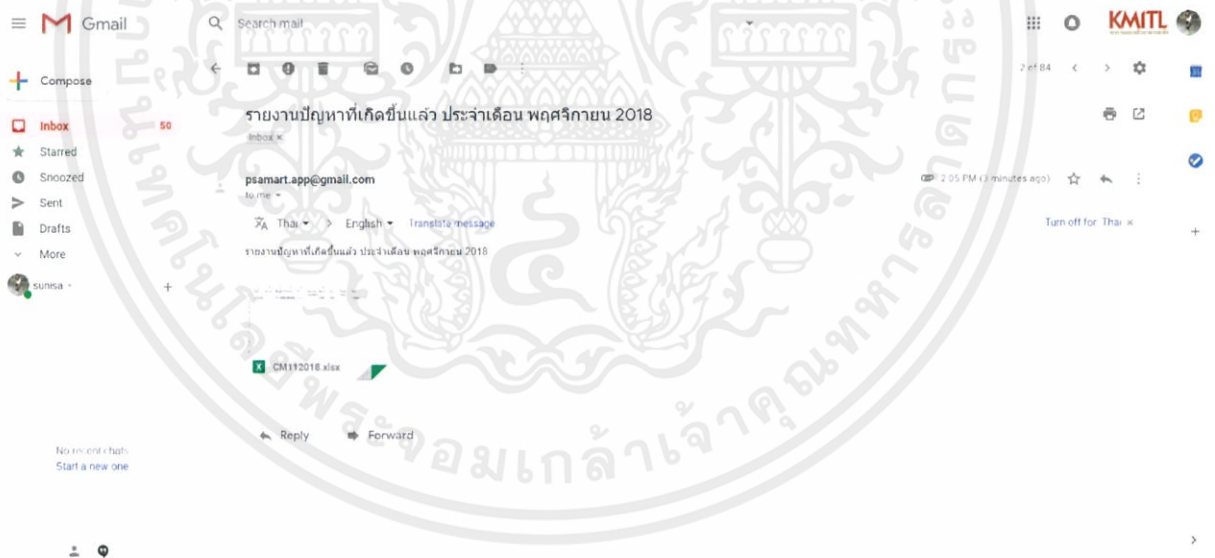 Gmail
Search mail
KMITL
Compose
2 of 84
Inbox 50
รายงานปัญหาที่เกิดขึ้นแล้ว ประจำเดือน พฤศจิกายน 2018
Inbox ×
Starred
Snoozed
psamart.app@gmail.com
2:05 PM (3 minutes ago)
to me
Sent
Thai > English Translate message
Turn off for: Thai ×
Drafts
More
รายงานปัญหาที่เกิดขึ้นแล้ว ประจำเดือน พฤศจิกายน 2018
sunisa
CM112018.xlsx
Reply Forward
No recent chats
Start a new one